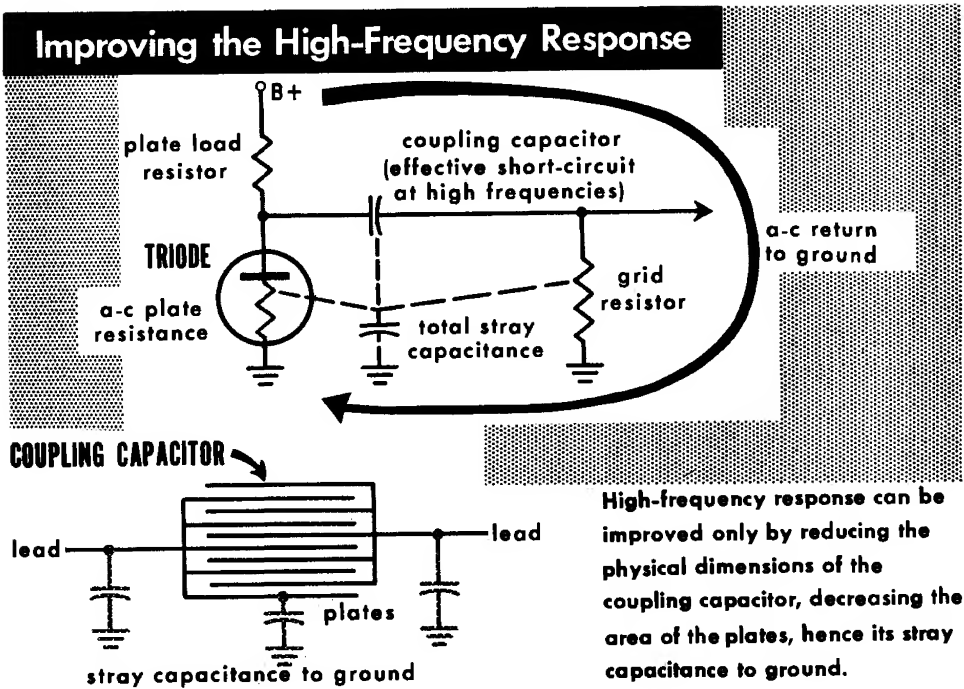 Improving the High-Frequency Response
B+
plate load
resistor
coupling capacitor
(effective short-circuit
at high frequencies)
a-c return
to ground
TRIODE
a-c plate
resistance
grid
resistor
total stray
capacitance
COUPLING CAPACITOR
lead
lead
plates
stray capacitance to ground
High-frequency response can be
improved only by reducing the
physical dimensions of the
coupling capacitor, decreasing the
area of the plates, hence its stray
capacitance to ground.